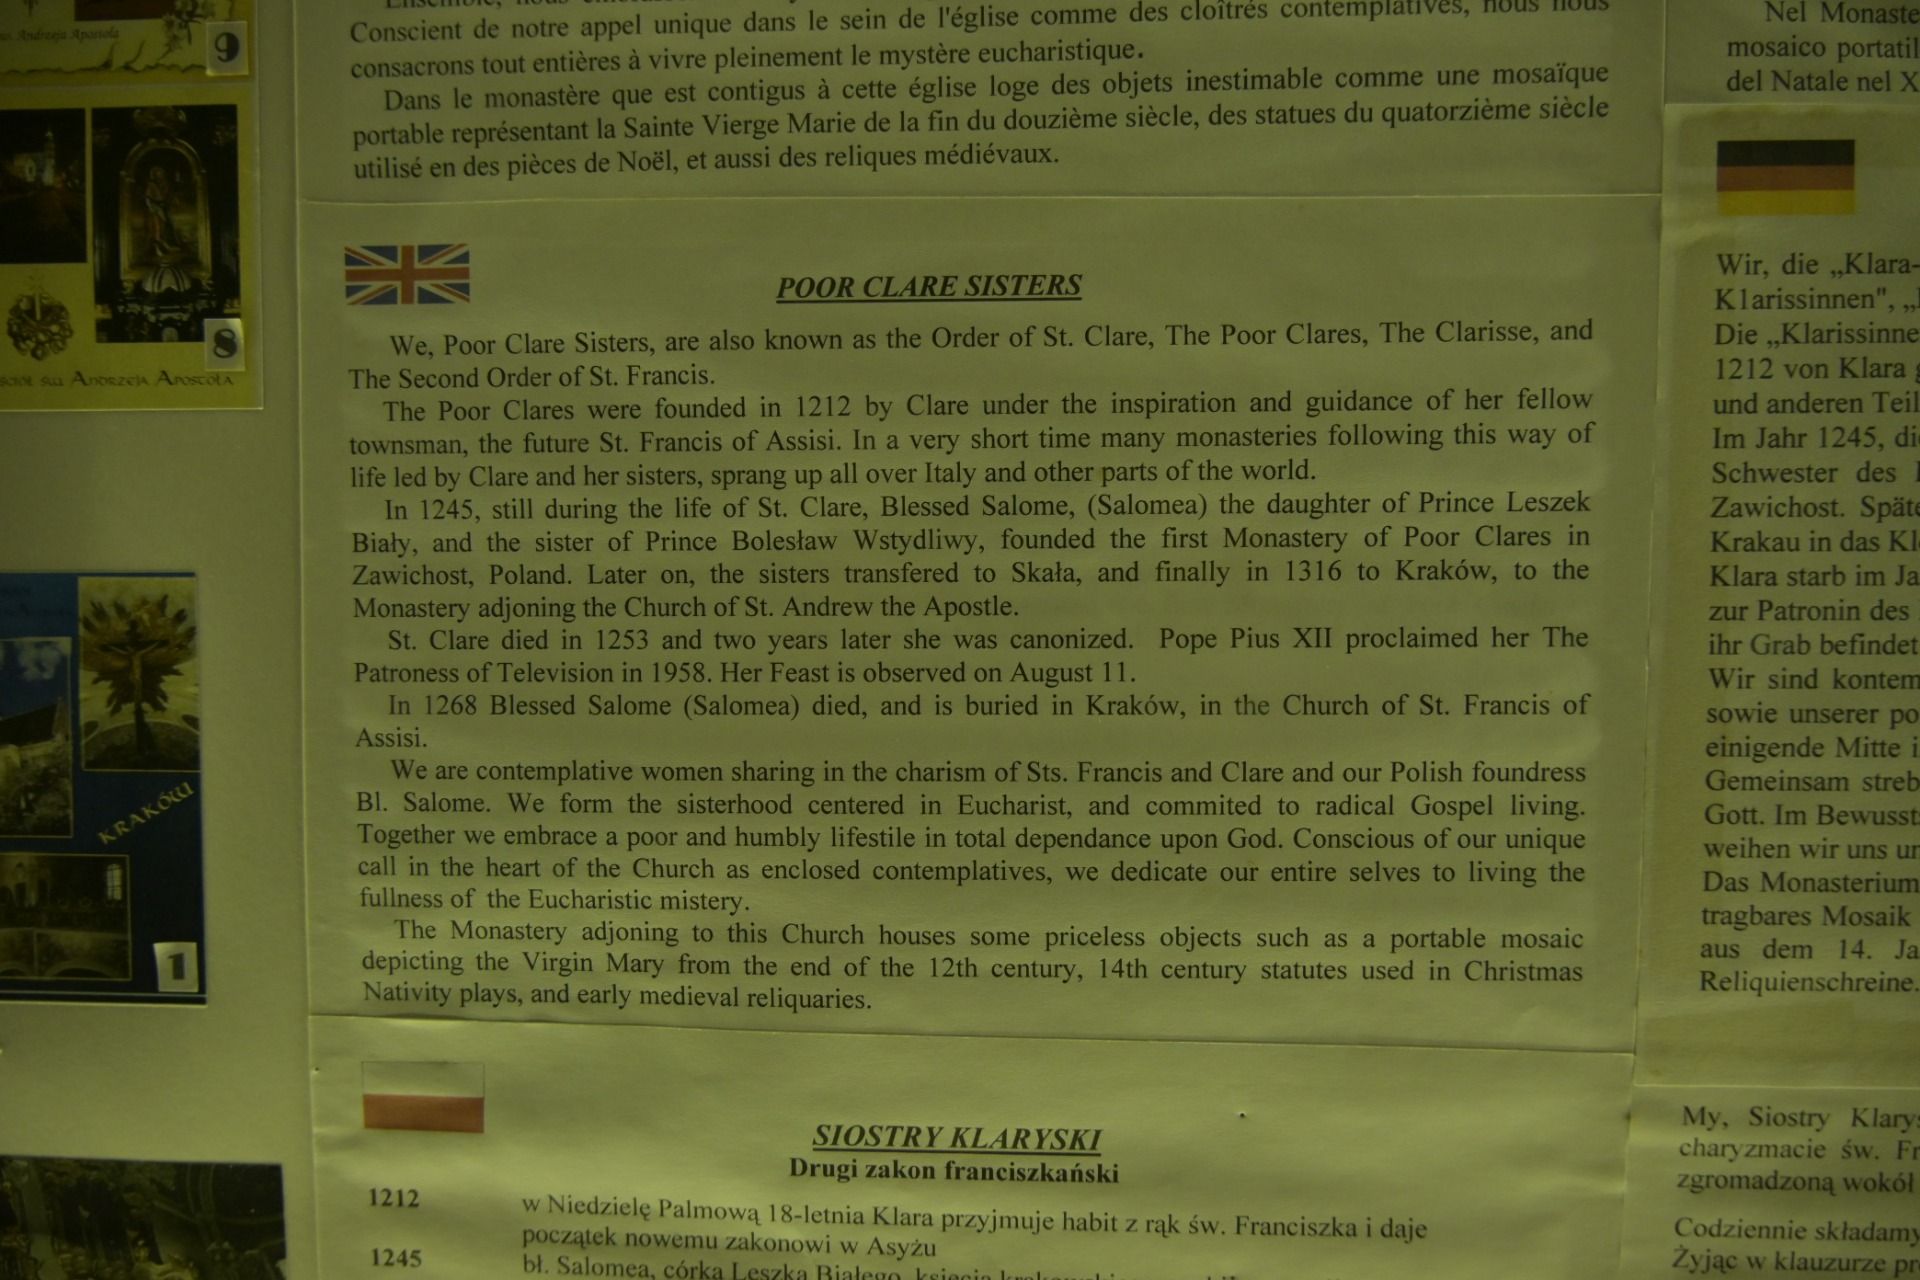 św. Andrzeja Apostoła
9
8
ściół św Andrzeja Apostoła
KRAKÓW
1
Conscient de notre appel unique dans le sein de l'église comme des cloîtrés contemplatives, nous nous
consacrons tout entières à vivre pleinement le mystère eucharistique.
Dans le monastère que est contigus à cette église loge des objets inestimable comme une mosaïque
portable représentant la Sainte Vierge Marie de la fin du douzième siècle, des statues du quatorzième siècle
utilisé en des pièces de Noël, et aussi des reliques médiévaux.
POOR CLARE SISTERS
We, Poor Clare Sisters, are also known as the Order of St. Clare, The Poor Clares, The Clarisse, and
The Second Order of St. Francis.
The Poor Clares were founded in 1212 by Clare under the inspiration and guidance of her fellow
townsman, the future St. Francis of Assisi. In a very short time many monasteries following this way of
life led by Clare and her sisters, sprang up all over Italy and other parts of the world.
In 1245, still during the life of St. Clare, Blessed Salome, (Salomea) the daughter of Prince Leszek
Biały, and the sister of Prince Bolesław Wstydliwy, founded the first Monastery of Poor Clares in
Zawichost, Poland. Later on, the sisters transfered to Skała, and finally in 1316 to Kraków, to the
Monastery adjoning the Church of St. Andrew the Apostle.
St. Clare died in 1253 and two years later she was canonized. Pope Pius XII proclaimed her The
Patroness of Television in 1958. Her Feast is observed on August 11.
In 1268 Blessed Salome (Salomea) died, and is buried in Kraków, in the Church of St. Francis of
Assisi.
We are contemplative women sharing in the charism of Sts. Francis and Clare and our Polish foundress
Bl. Salome. We form the sisterhood centered in Eucharist, and commited to radical Gospel living.
Together we embrace a poor and humbly lifestile in total dependance upon God. Conscious of our unique
call in the heart of the Church as enclosed contemplatives, we dedicate our entire selves to living the
fullness of the Eucharistic mistery.
The Monastery adjoning to this Church houses some priceless objects such as a portable mosaic
depicting the Virgin Mary from the end of the 12th century, 14th century statutes used in Christmas
Nativity plays, and early medieval reliquaries.
SIOSTRY KLARYSKI
Drugi zakon franciszkański
1212 w Niedzielę Palmową 18-letnia Klara przyjmuje habit z rąk św. Franciszka i daje
początek nowemu zakonowi w Asyżu
1245 bł. Salomea, córka Leszka Białego, księcia
Nel Monaste
mosaico portatil
del Natale nel X
Wir, die „Klara-
Klarissinnen", „
Die „Klarissinne
1212 von Klara g
und anderen Teil
Im Jahr 1245, die
Schwester des
Zawichost. Späte
Krakau in das Kl
Klara starb im Ja
zur Patronin des
ihr Grab befindet
Wir sind kontem
sowie unserer po
einigende Mitte i
Gemeinsam streb
Gott. Im Bewusst
weihen wir uns un
Das Monasterium
tragbares Mosaik
aus dem 14. Ja
Reliquienschreine.
My, Siostry Klarys
charyzmacie św. Fr
zgromadzoną wokół
Codziennie składamy
Żyjąc w klauzurze pr